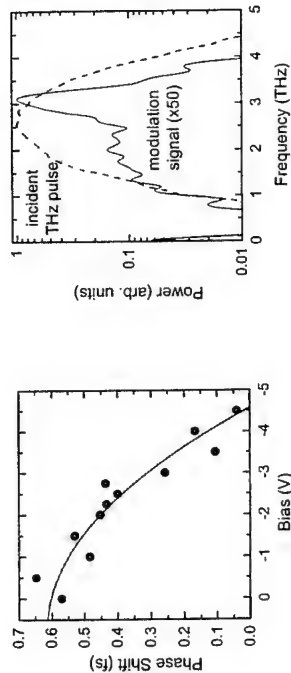 Phase Shift (fs)
0.7
0.6
0.5
0.4
0.3
0.2
0.1
0.0
0 -1 -2 -3 -4 -5
Bias (V)
Power (arb. units)
1
0.1
0.01
incident
THz pulse
modulation
signal (x50)
0 1 2 3 4 5
Frequency (THz)